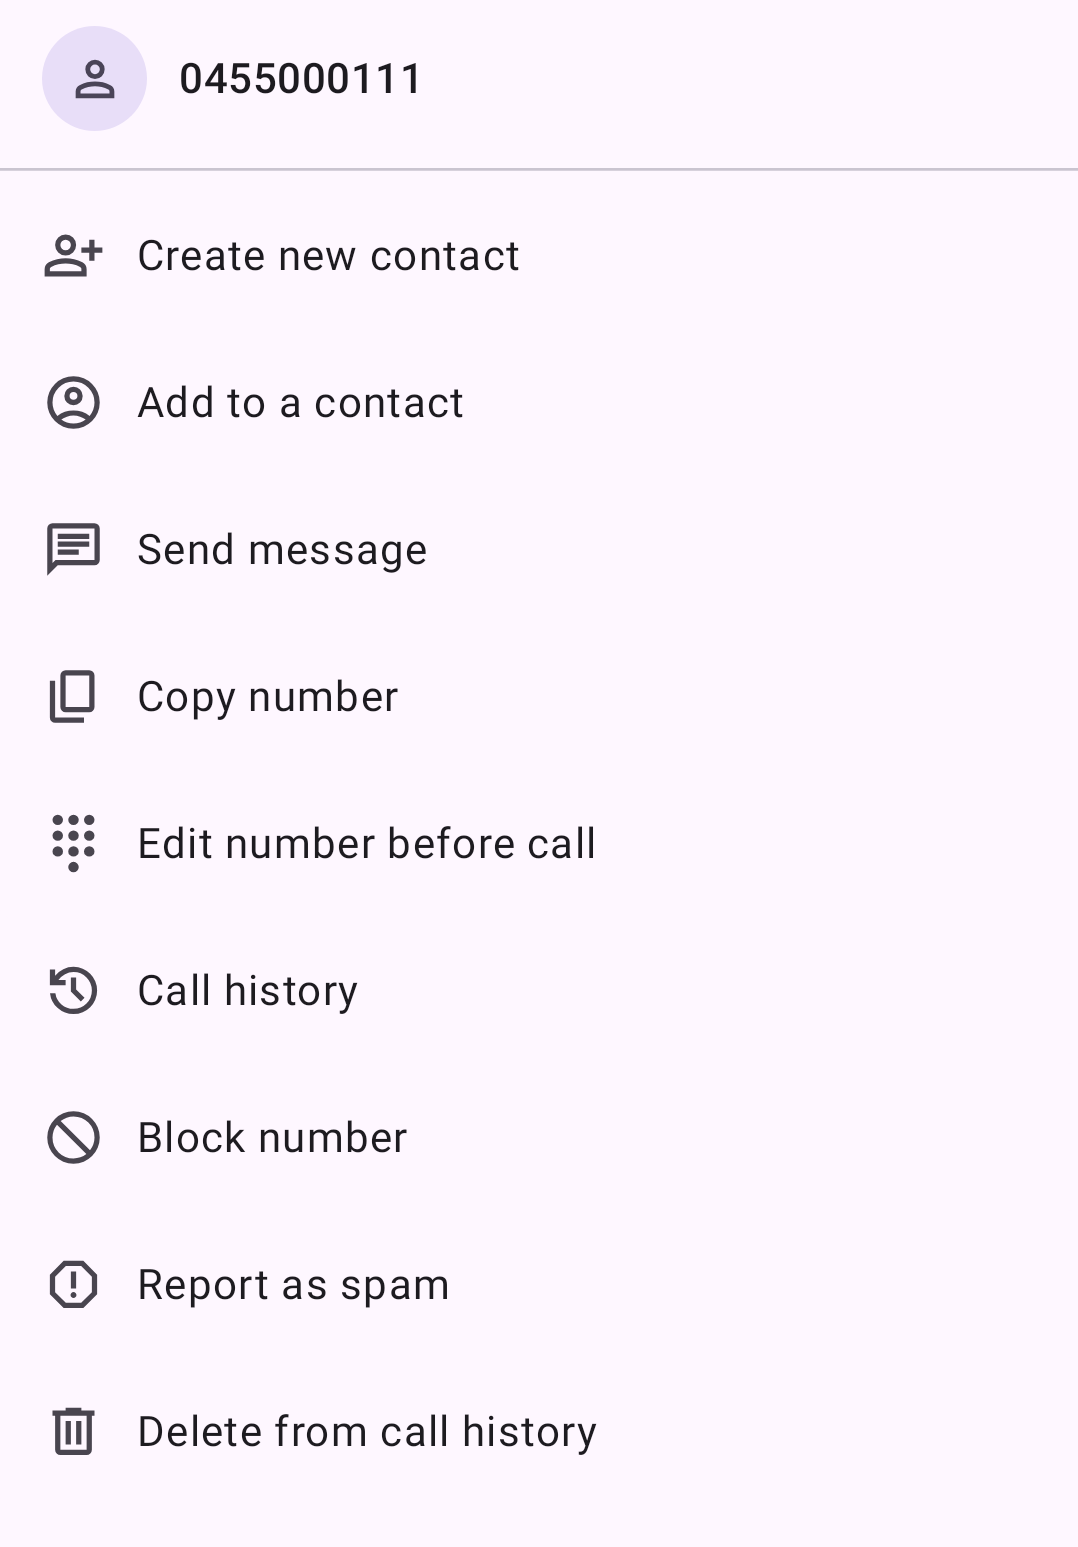 0455000111
Create new contact
Add to a contact
Send message
Copy number
Edit number before call
Call history
Block number
Report as spam
Delete from call history